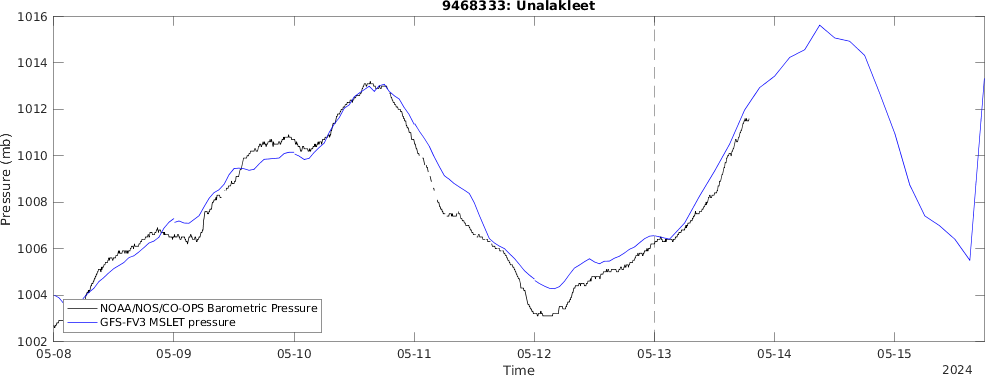 9468333: Unalakleet
1016
1014
1012
1010
1008
1006
1004
1002
Pressure (mb)
NOAA/NOS/CO-OPS Barometric Pressure
GFS-FV3 MSLET pressure
05-08 05-09 05-10 05-11 05-12 05-13 05-14 05-15
Time
2024